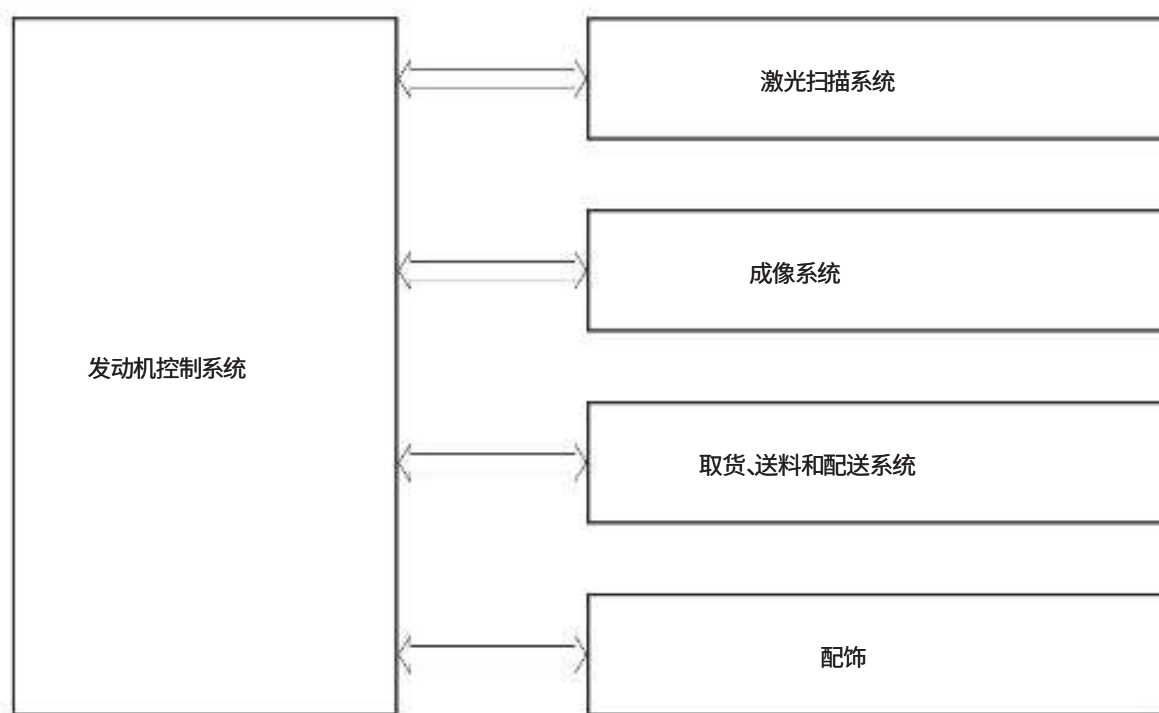 激光扫描系统
成像系统
发动机控制系统
取货、送料和配送系统
配饰